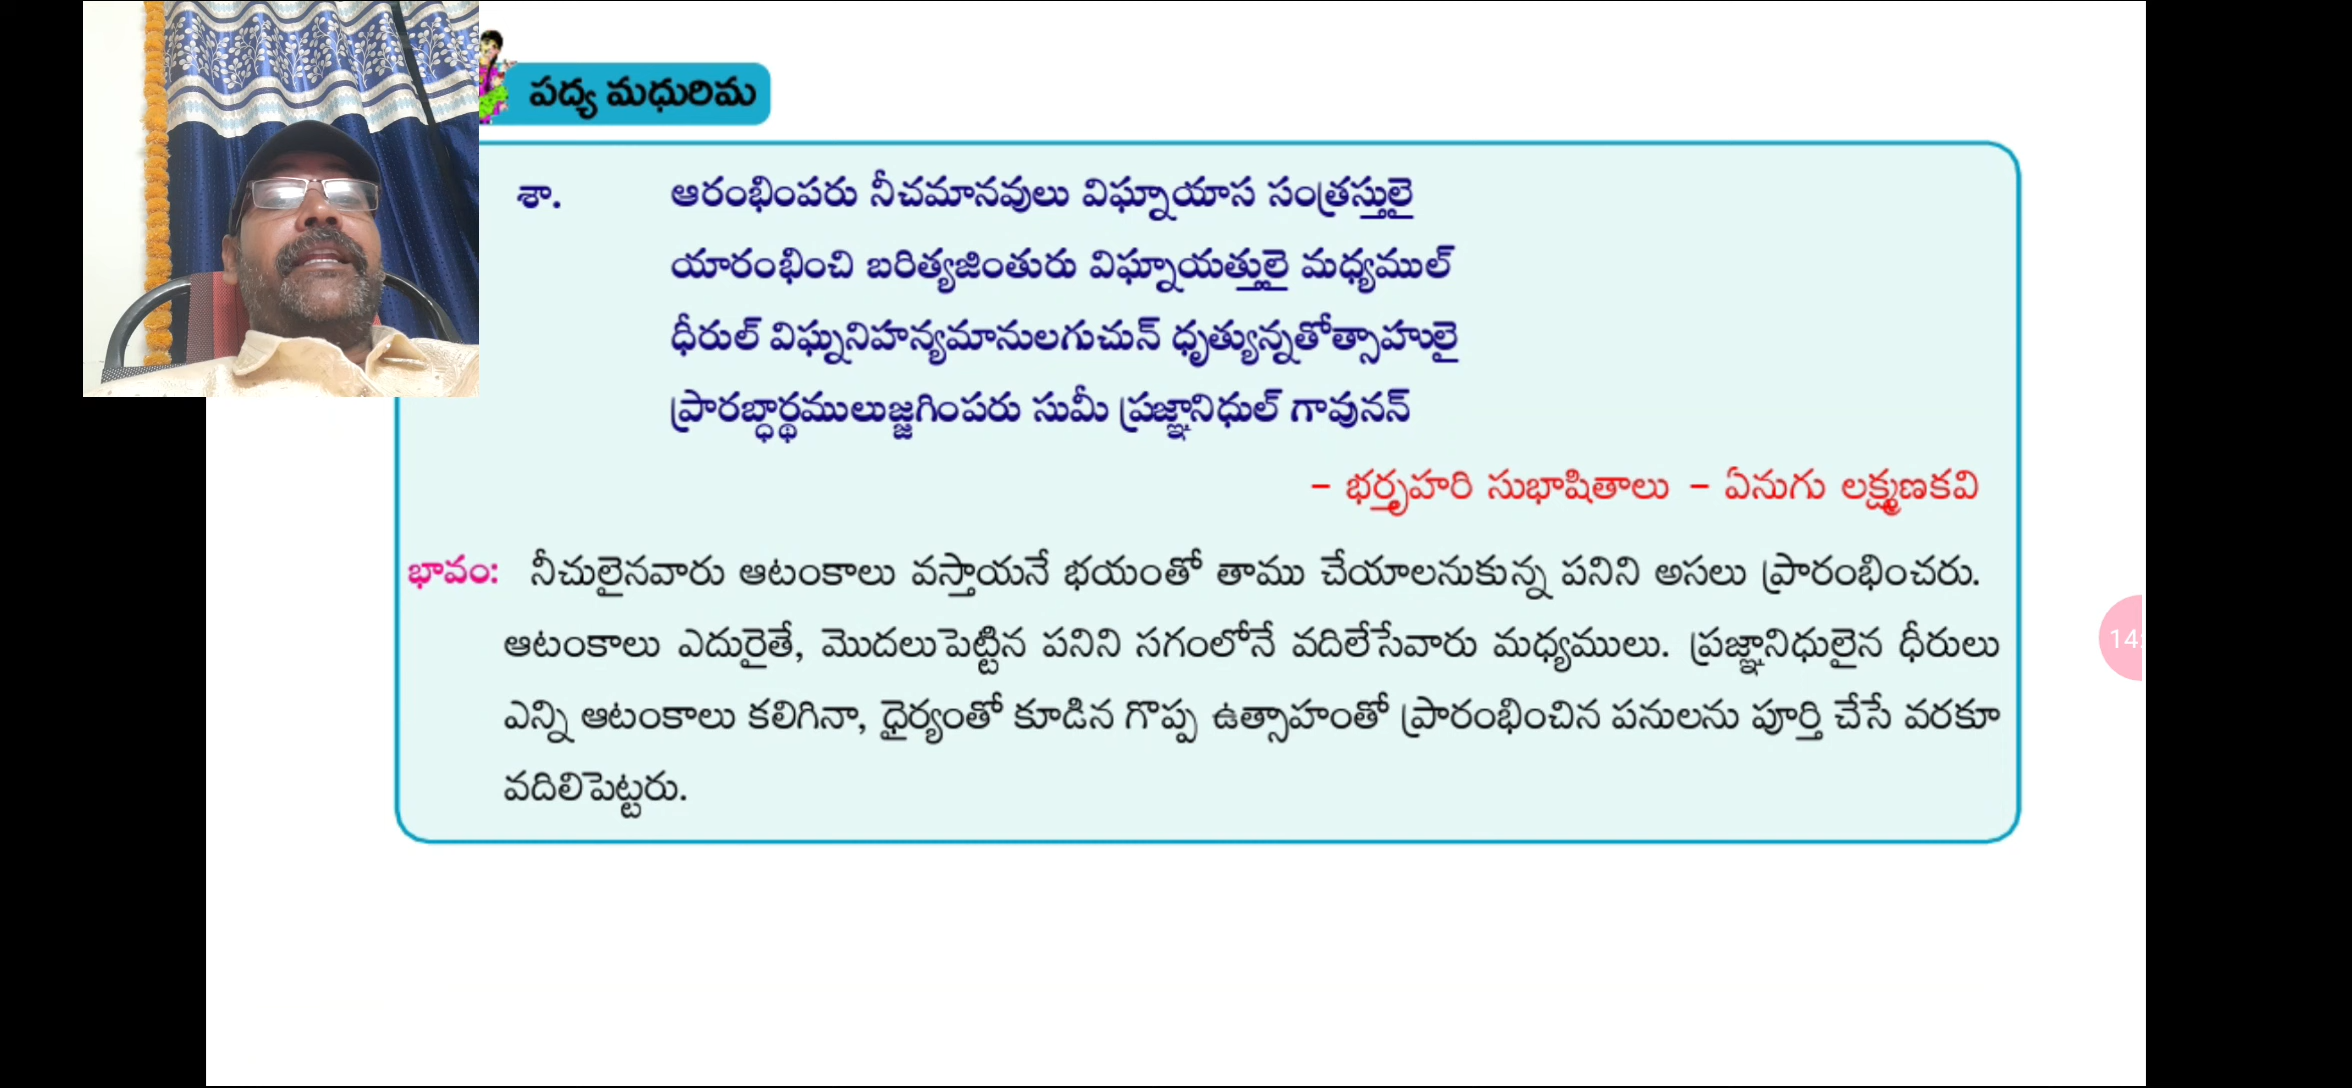 పద్య మధురిమ
శా. ఆరంభింపరు నీచమానవులు విఘ్నాయాస సంత్రస్తులై
యారంభించి బరిత్యజింతురు విఘ్నాయత్తులై మధ్యముల్
ధీరుల్ విఘ్ననిహన్యమానులగుచున్ ధృత్యున్నతోత్సాహులై
ప్రారబ్ధార్థములుజ్జగింపరు సుమీ ప్రజ్ఞానిధుల్ గావునన్
– భర్తృహరి సుభాషితాలు – ఏనుగు లక్ష్మణకవి
భావం: నీచులైనవారు ఆటంకాలు వస్తాయనే భయంతో తాము చేయాలనుకున్న పనిని అసలు ప్రారంభించరు.
ఆటంకాలు ఎదురైతే, మొదలుపెట్టిన పనిని సగంలోనే వదిలేసేవారు మధ్యములు. ప్రజ్ఞానిధులైన ధీరులు
ఎన్ని ఆటంకాలు కలిగినా, ధైర్యంతో కూడిన గొప్ప ఉత్సాహంతో ప్రారంభించిన పనులను పూర్తి చేసే వరకూ
వదిలిపెట్టరు.